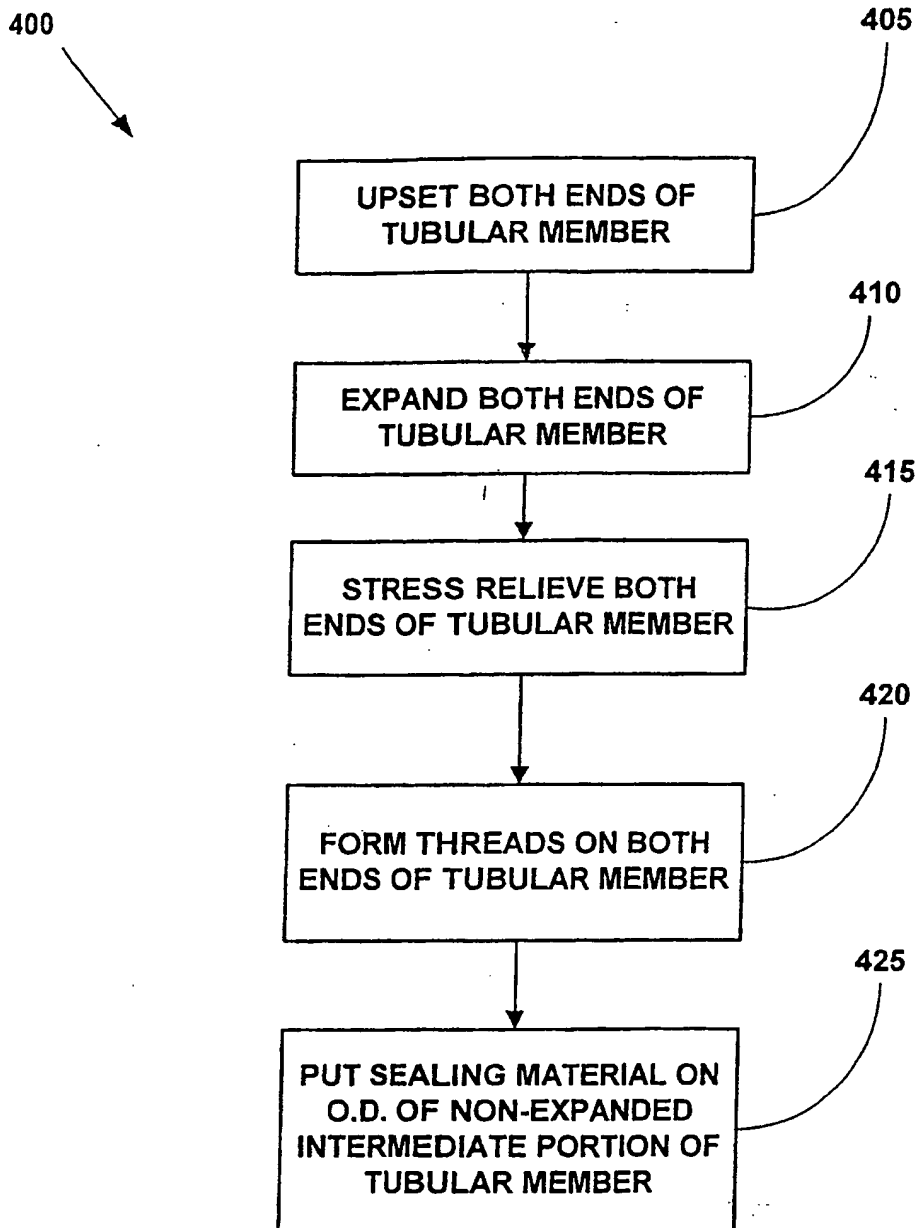 400
405
UPSET BOTH ENDS OF
TUBULAR MEMBER
410
EXPAND BOTH ENDS OF
TUBULAR MEMBER
415
STRESS RELIEVE BOTH
ENDS OF TUBULAR MEMBER
420
FORM THREADS ON BOTH
ENDS OF TUBULAR MEMBER
425
PUT SEALING MATERIAL ON
O.D. OF NON-EXPANDED
INTERMEDIATE PORTION OF
TUBULAR MEMBER